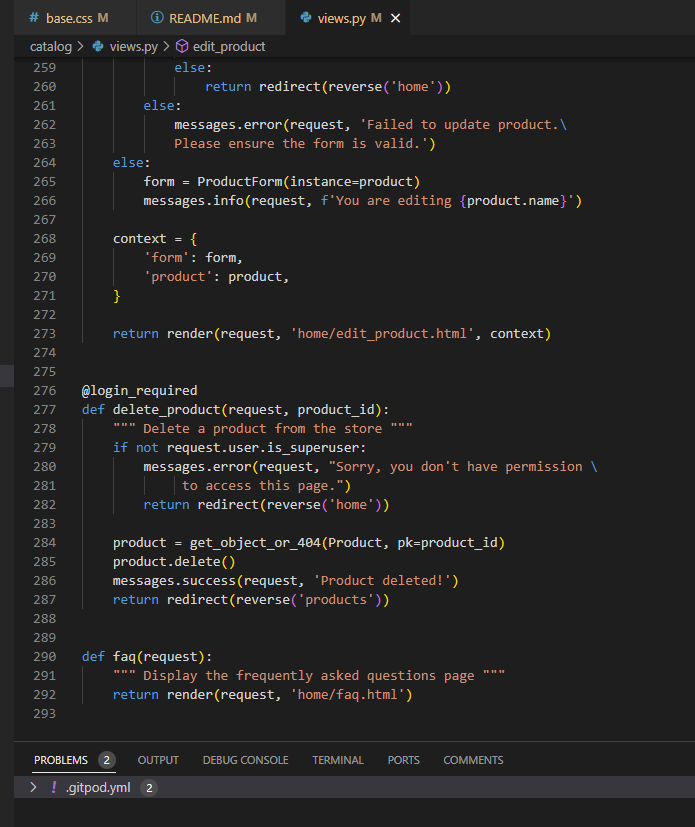 # base.css M README.md M views.py M ×
catalog > views.py > edit_product
259 else:
260 return redirect(reverse('home'))
261 else:
262 messages.error(request, 'Failed to update product.\
263 Please ensure the form is valid.')
264 else:
265 form = ProductForm(instance=product)
266 messages.info(request, f'You are editing {product.name}')
267
268 context = {
269 'form': form,
270 'product': product,
271 }
272
273 return render(request, 'home/edit_product.html', context)
274
275
276 @login_required
277 def delete_product(request, product_id):
278 """ Delete a product from the store """
279 if not request.user.is_superuser:
280 messages.error(request, "Sorry, you don't have permission \
281 to access this page.")
282 return redirect(reverse('home'))
283
284 product = get_object_or_404(Product, pk=product_id)
285 product.delete()
286 messages.success(request, 'Product deleted!')
287 return redirect(reverse('products'))
288
289
290 def faq(request):
291 """ Display the frequently asked questions page """
292 return render(request, 'home/faq.html')
293
PROBLEMS 2 OUTPUT DEBUG CONSOLE TERMINAL PORTS COMMENTS
> ! .gitpod.yml 2